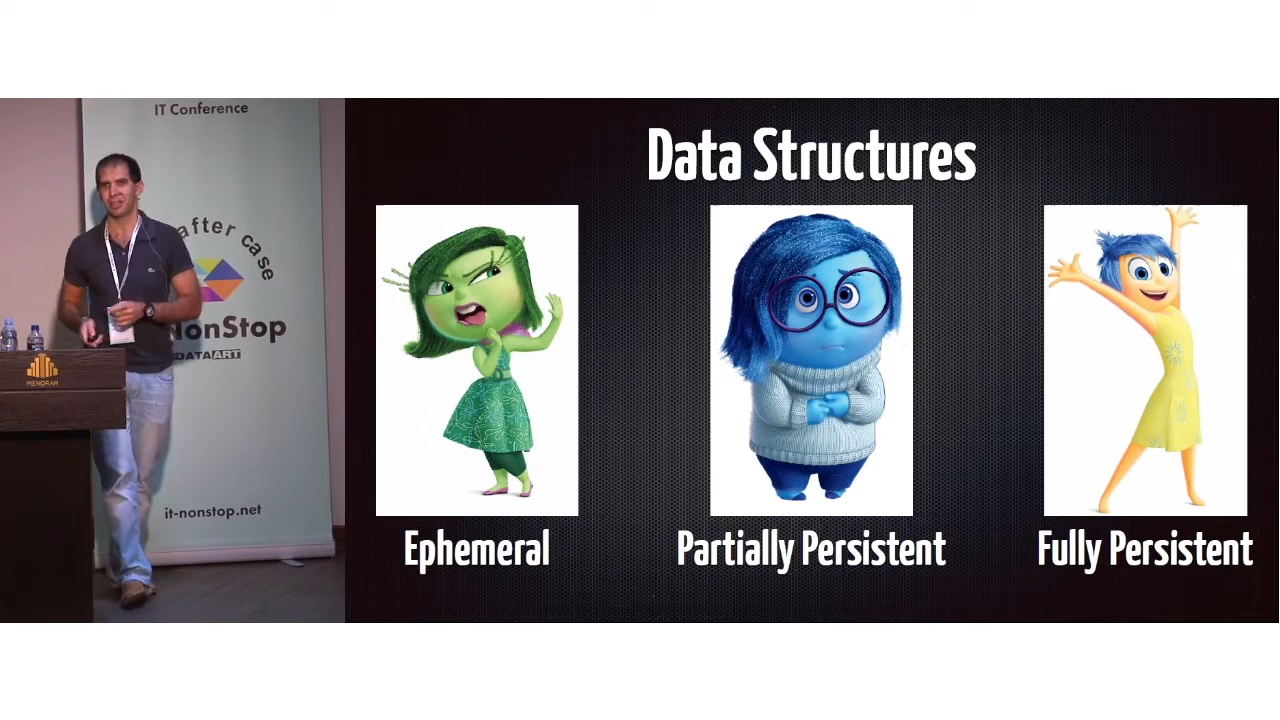 IT Conference
after case
nonStop
DATAART
MENORAH
it-nonstop.net
Data Structures
Ephemeral
Partially Persistent
Fully Persistent